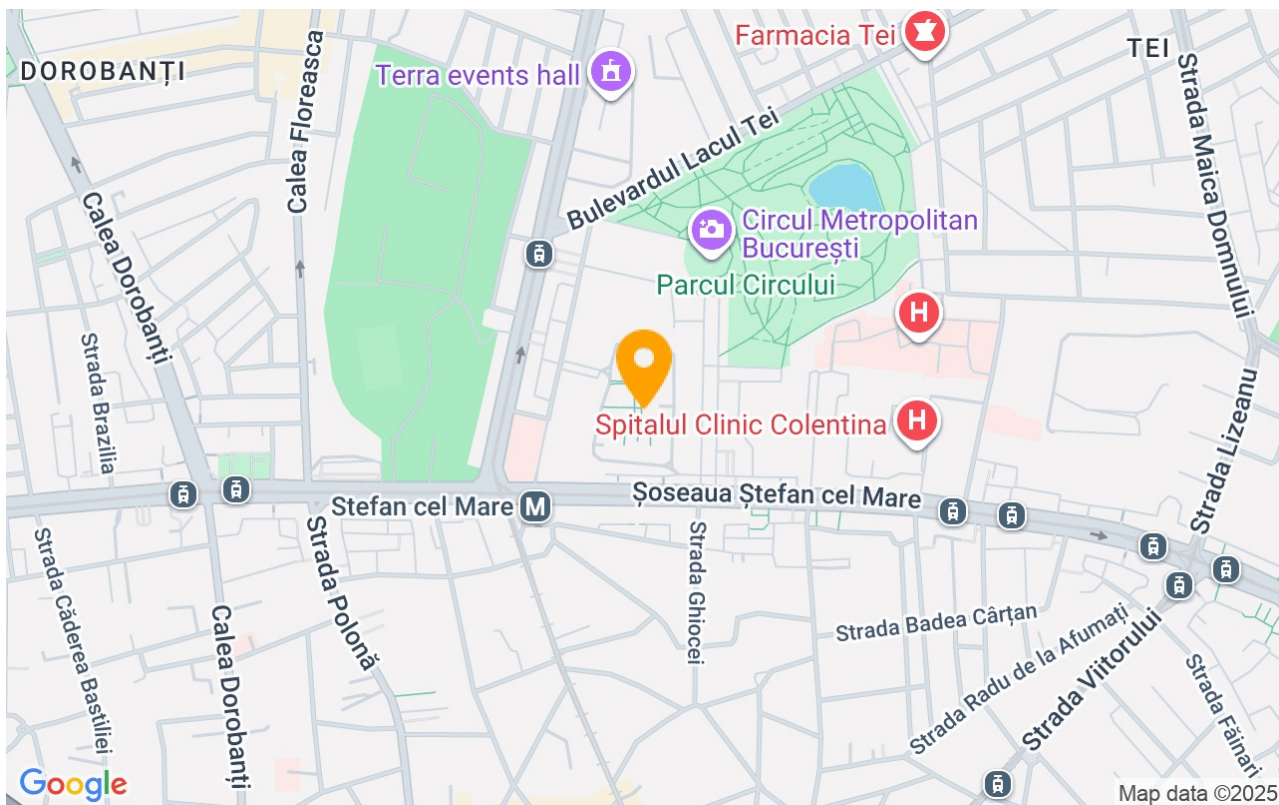 DOROBANȚI
Calea Floreasca
Terra events hall
Farmacia Tei
TEI
Strada Maica Domnului
Bulevardul Lacul Tei
Calea Dorobanți
Circul Metropolitan
București
Parcul Circului
H
Strada Brazilia
Spitalul Clinic Colentina
H
Strada Lizeanu
Ștefan cel Mare
M
Șoseaua Ștefan cel Mare
Strada Căderea Bastiliei
Strada Polonă
Calea Dorobanți
Strada Ghiocei
Strada Badea Cârțan
Strada Radu de la Afumați
Strada Viitorului
Strada Făinari
Google
Map data ©2025